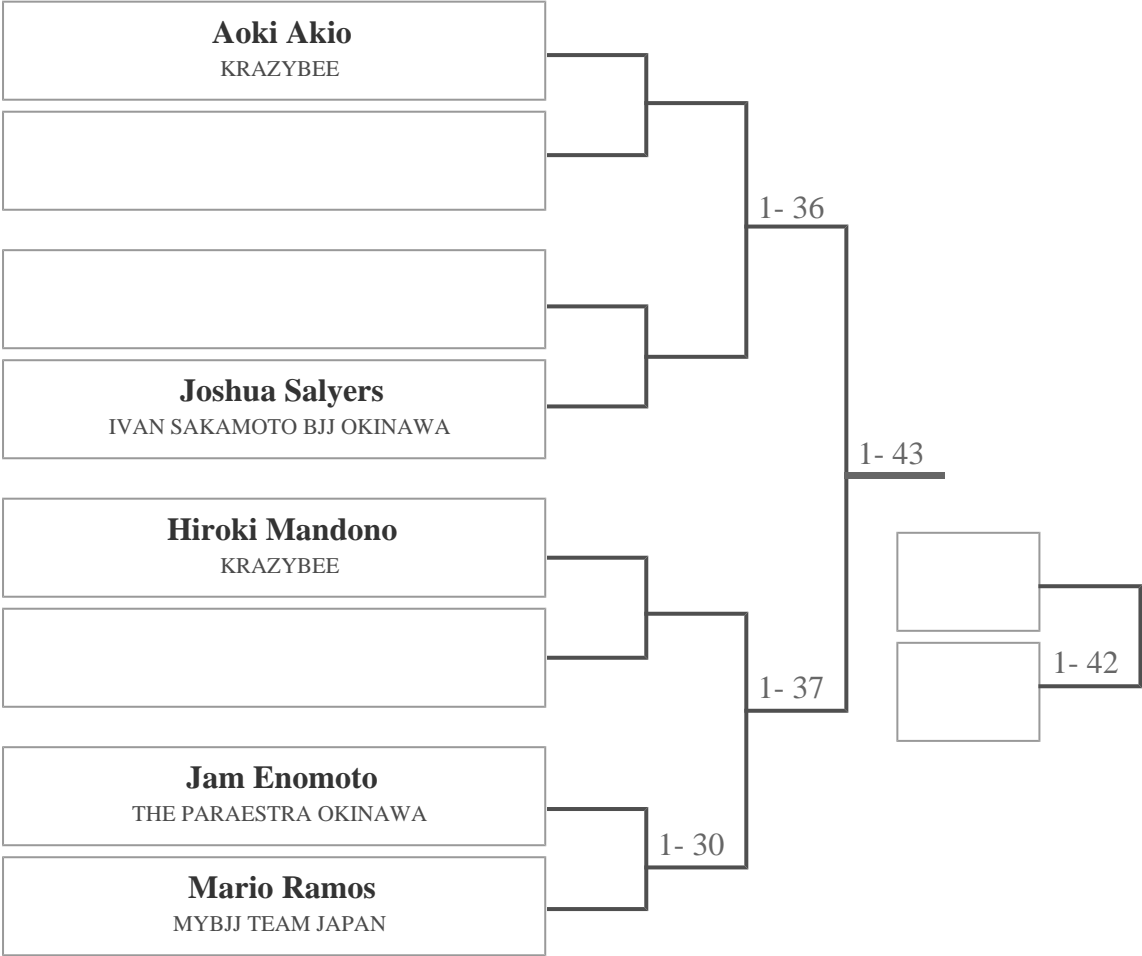 Aoki Akio
KRAZYBEE
1- 36
Joshua Salyers
IVAN SAKAMOTO BJJ OKINAWA
1- 43
Hiroki Mandono
KRAZYBEE
1- 42
1- 37
Jam Enomoto
THE PARAESTRA OKINAWA
1- 30
Mario Ramos
MYBJJ TEAM JAPAN